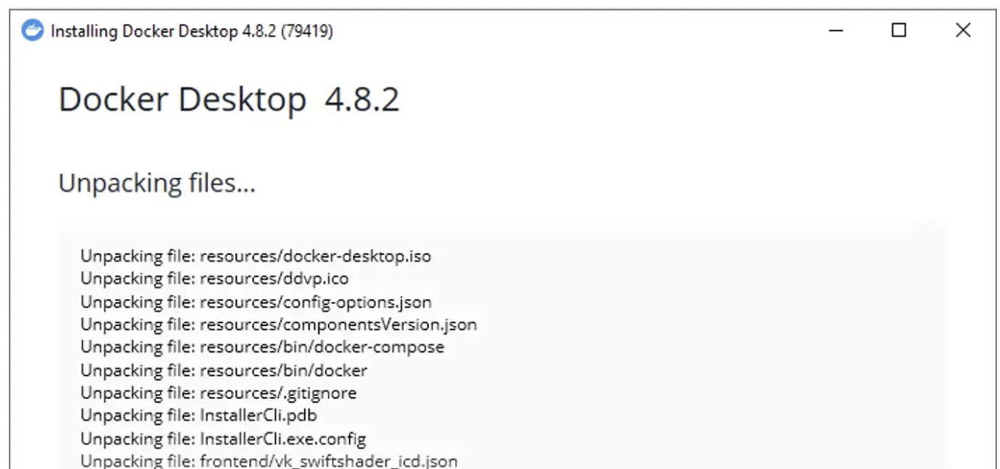 Installing Docker Desktop 4.8.2 (79419)
Docker Desktop 4.8.2
Unpacking files...
Unpacking file: resources/docker-desktop.iso
Unpacking file: resources/ddvp.ico
Unpacking file: resources/config-options.json
Unpacking file: resources/componentsVersion.json
Unpacking file: resources/bin/docker-compose
Unpacking file: resources/bin/docker
Unpacking file: resources/.gitignore
Unpacking file: InstallerCli.pdb
Unpacking file: InstallerCli.exe.config
Unpacking file: frontend/vk_swiftshader_icd.json